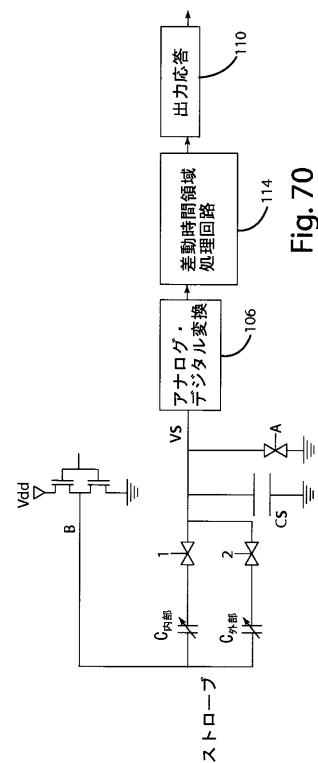 Vdd
B
ストローブ
C内部
C外部
1
2
VS
CS
A
アナログ・
デジタル変換
106
差動時間領域
処理回路
114
出力応答
110
Fig. 70